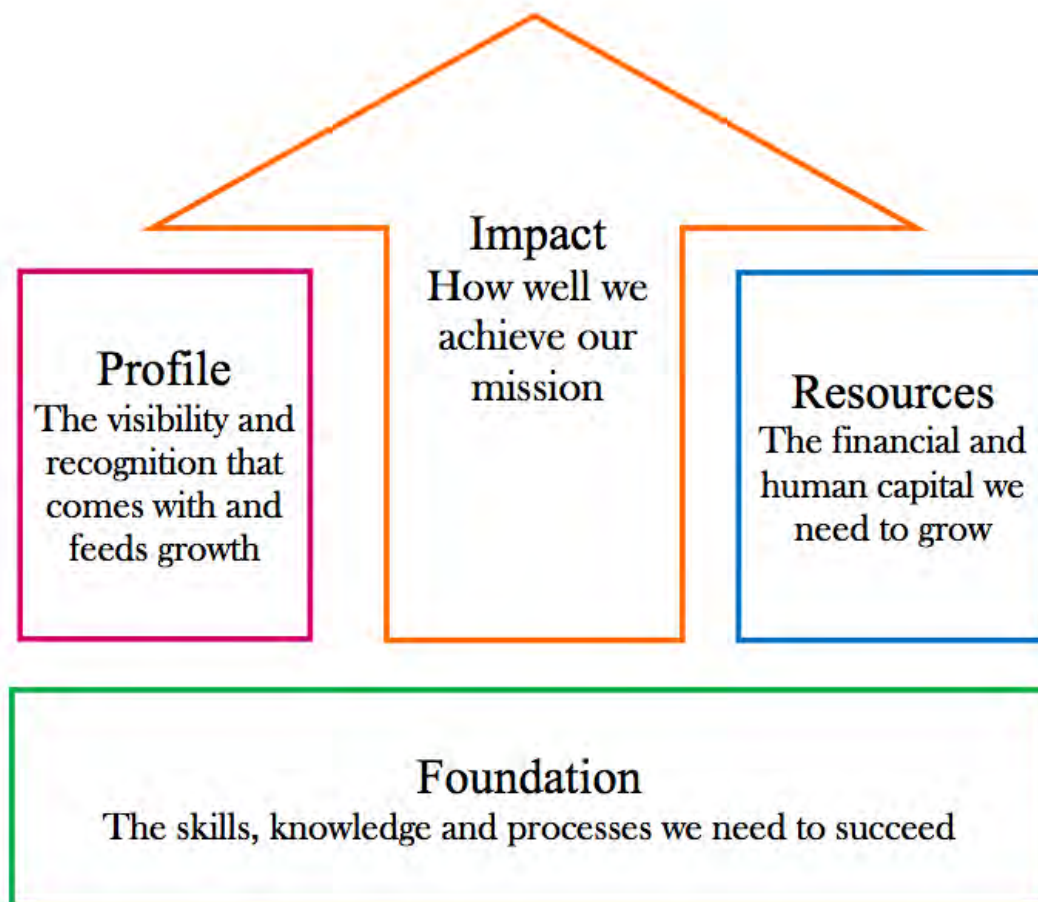 Impact
How well we
achieve our
mission
Profile
The visibility and
recognition that
comes with and
feeds growth
Resources
The financial and
human capital we
need to grow
Foundation
The skills, knowledge and processes we need to succeed